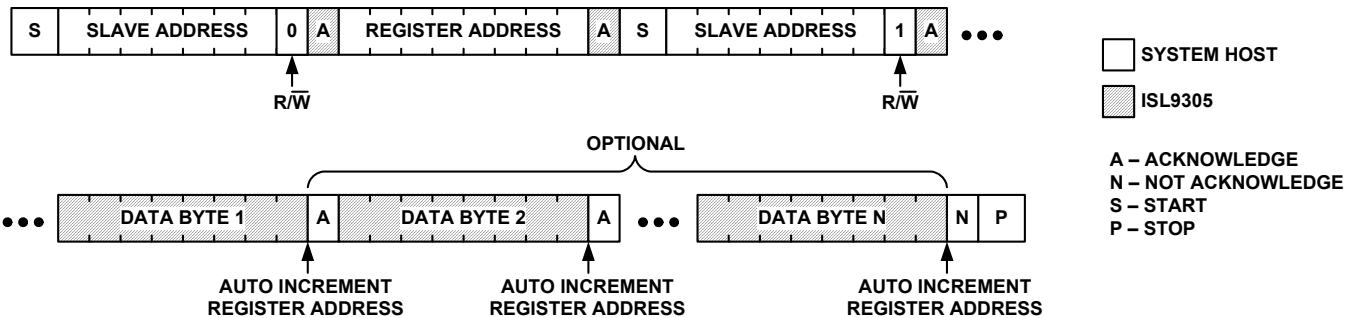 S SLAVE ADDRESS 0 A REGISTER ADDRESS A S SLAVE ADDRESS 1 A •••
R/W̅ R/W̅
SYSTEM HOST
ISL9305
A – ACKNOWLEDGE
N – NOT ACKNOWLEDGE
S – START
P – STOP
OPTIONAL
••• DATA BYTE 1 A DATA BYTE 2 A ••• DATA BYTE N N P
AUTO INCREMENT
REGISTER ADDRESS
AUTO INCREMENT
REGISTER ADDRESS
AUTO INCREMENT
REGISTER ADDRESS